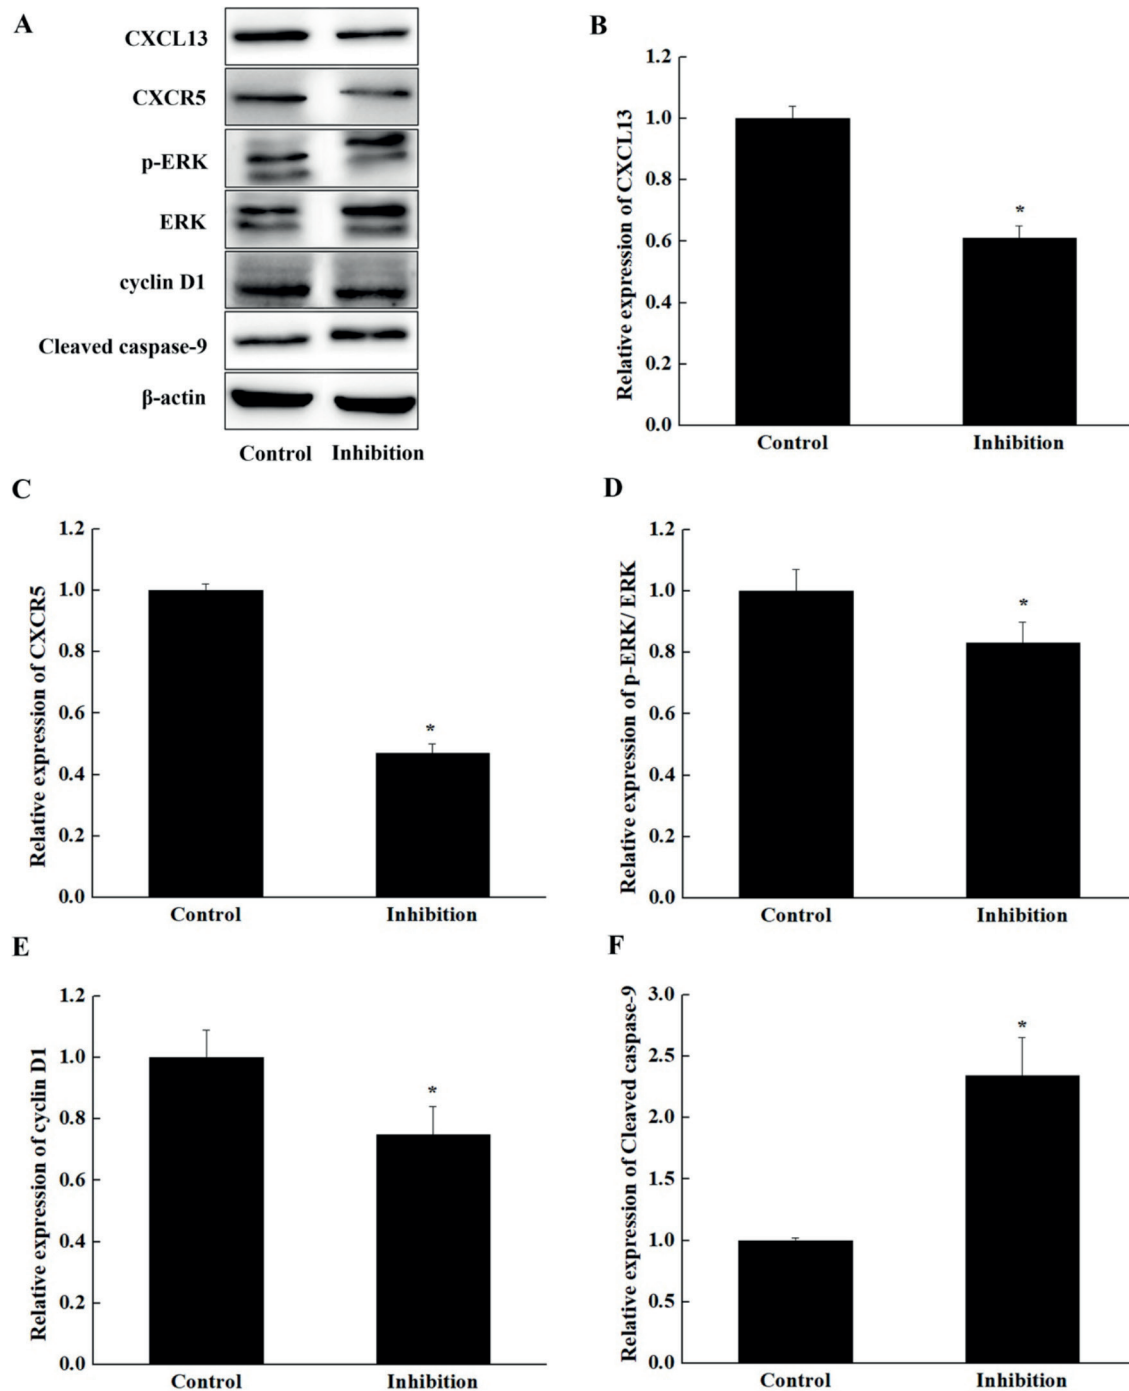 A
CXCL13
CXCR5
p-ERK
ERK
cyclin D1
Cleaved caspase-9
β-actin
Control Inhibition
B
Relative expression of CXCL13
1.2
1.0
0.8
0.6
0.4
0.2
0.0
*
Control Inhibition
C
Relative expression of CXCR5
1.2
1.0
0.8
0.6
0.4
0.2
0.0
*
Control Inhibition
D
Relative expression of p-ERK/ ERK
1.2
1.0
0.8
0.6
0.4
0.2
0.0
*
Control Inhibition
E
Relative expression of cyclin D1
1.2
1.0
0.8
0.6
0.4
0.2
0.0
*
Control Inhibition
F
Relative expression of Cleaved caspase-9
3.0
2.5
2.0
1.5
1.0
0.5
0.0
*
Control Inhibition